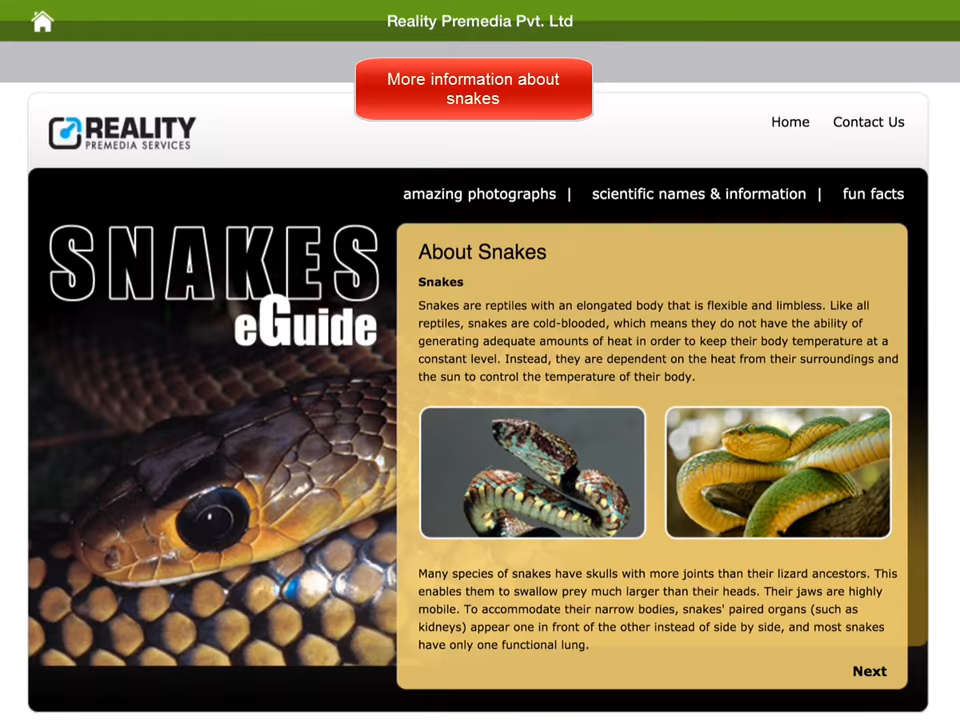 Reality Premedia Pvt. Ltd
More information about
snakes
REALITY
PREMEDIA SERVICES
Home Contact Us
amazing photographs | scientific names & information | fun facts
SNAKES
eGuide
About Snakes
Snakes
Snakes are reptiles with an elongated body that is flexible and limbless. Like all
reptiles, snakes are cold-blooded, which means they do not have the ability of
generating adequate amounts of heat in order to keep their body temperature at a
constant level. Instead, they are dependent on the heat from their surroundings and
the sun to control the temperature of their body.
Many species of snakes have skulls with more joints than their lizard ancestors. This
enables them to swallow prey much larger than their heads. Their jaws are highly
mobile. To accommodate their narrow bodies, snakes' paired organs (such as
kidneys) appear one in front of the other instead of side by side, and most snakes
have only one functional lung.
Next